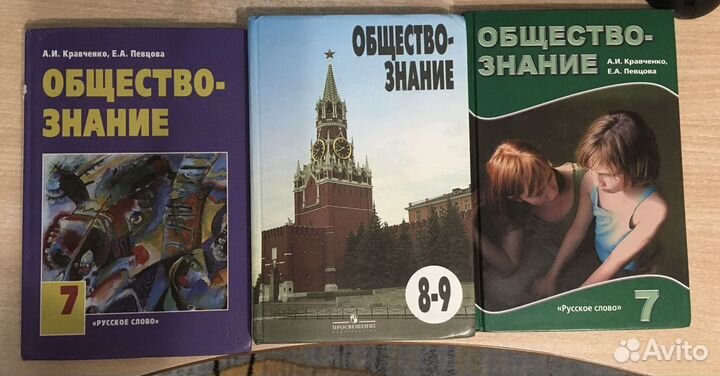 А.И. Кравченко, Е.А. Певцова
ОБЩЕСТВО-
ЗНАНИЕ
7
«РУССКОЕ СЛОВО»
ОБЩЕСТВО-
ЗНАНИЕ
8-9
ПРОСВЕЩЕНИЕ
ИЗДАТЕЛЬСТВО
ОБЩЕСТВО-
ЗНАНИЕ
А.И. Кравченко,
Е.А. Певцова
«Русское слово»
7
Avito